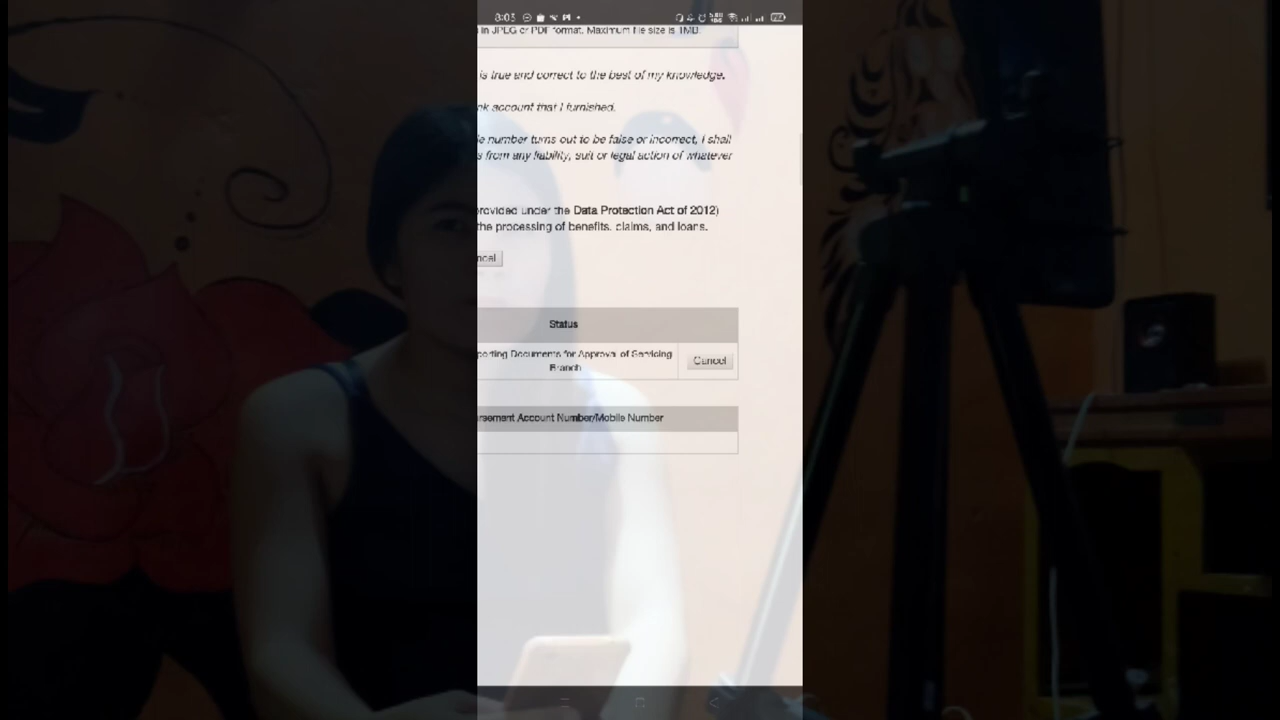 8:03
in JPEG or PDF format. Maximum file size is 1MB.
is true and correct to the best of my knowledge.
nk account that I furnished.
le number turns out to be false or incorrect, I shall
s from any liability, suit or legal action of whatever
provided under the Data Protection Act of 2012)
the processing of benefits, claims, and loans.
ncel
Status
porting Documents for Approval of Servicing
Branch
Cancel
rsement Account Number/Mobile Number